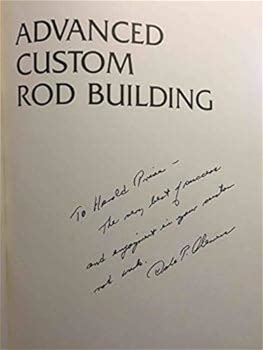 ADVANCED
CUSTOM
ROD BUILDING
To Harold Price –
The very best of success
and enjoyment in your custom
rod work.
Dale P. Clemens